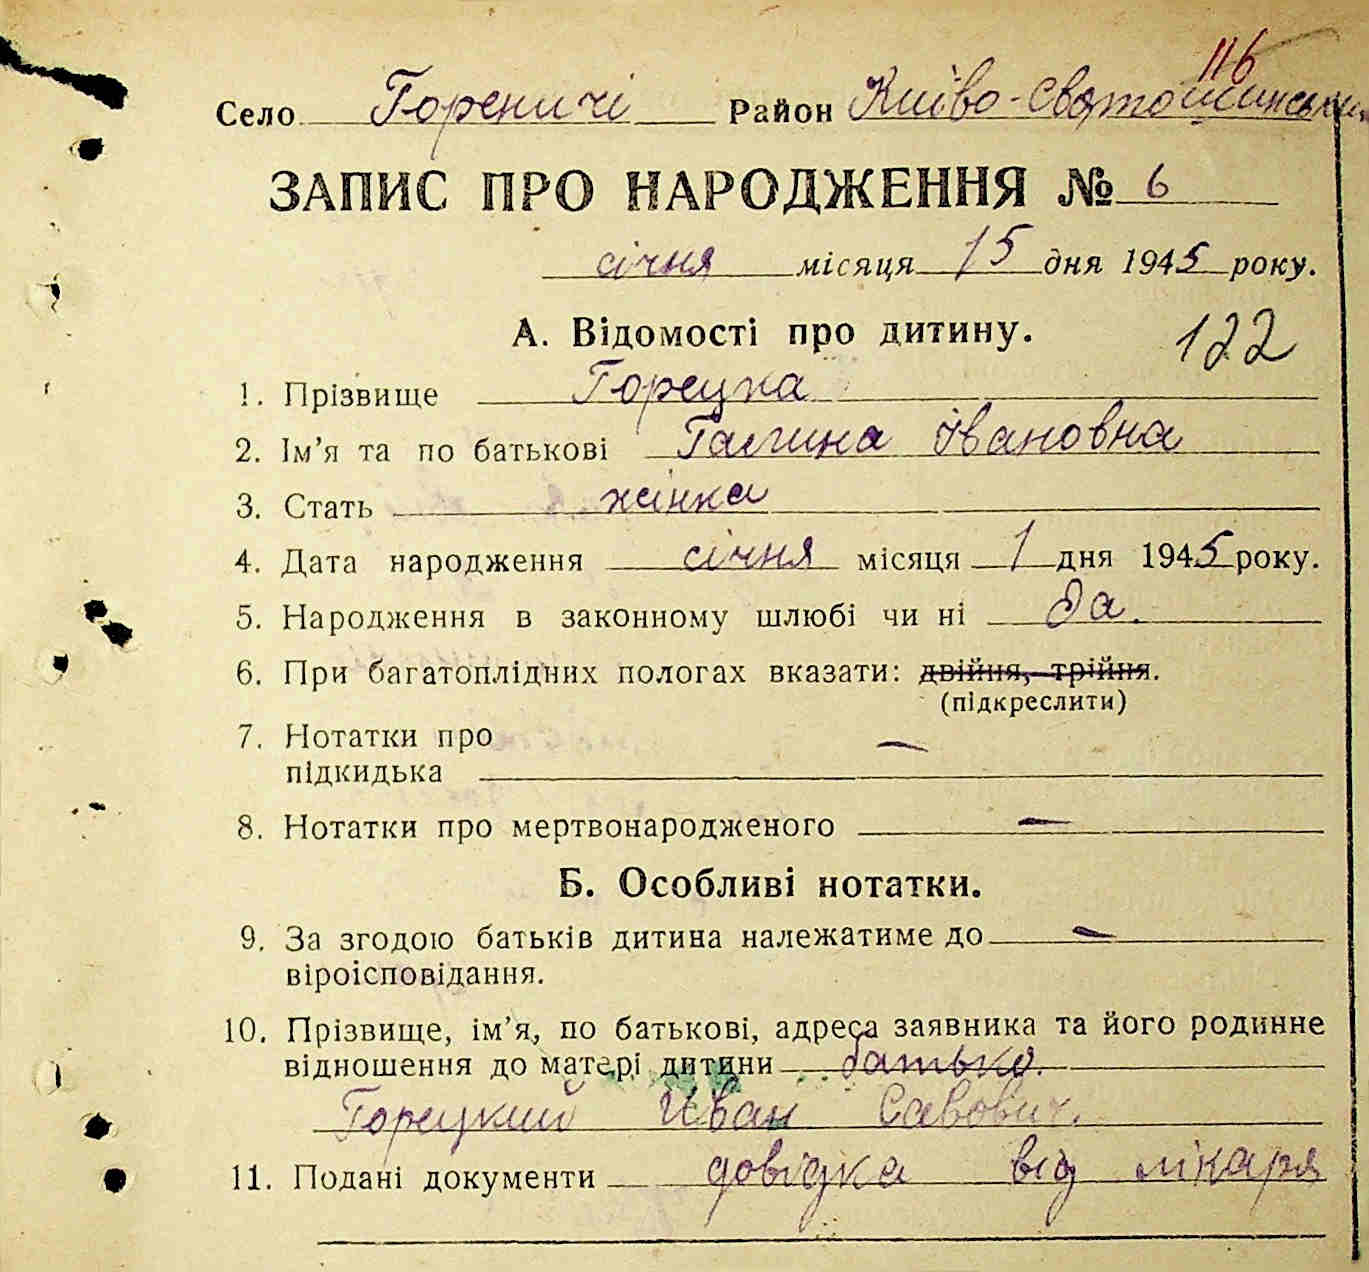 116
Село Гореничі Район Києво-Святошинський
ЗАПИС ПРО НАРОДЖЕННЯ № 6
січня місяця 15 дня 1945 року.
А. Відомості про дитину.
122
1. Прізвище Горецка
2. Ім'я та по батькові Галина Івановна
3. Стать жінка
4. Дата народження січня місяця 1 дня 1945 року.
5. Народження в законному шлюбі чи ні Да.
6. При багатоплідних пологах вказати: двійня, трійня.
(підкреслити)
7. Нотатки про —
підкидька
8. Нотатки про мертвонародженого —
Б. Особливі нотатки.
9. За згодою батьків дитина належатиме до —
віроісповідання.
10. Прізвище, ім'я, по батькові, адреса заявника та його родинне
відношення до матері дитини батько.
Горецкий Иван Савович.
11. Подані документи довідка від лікаря